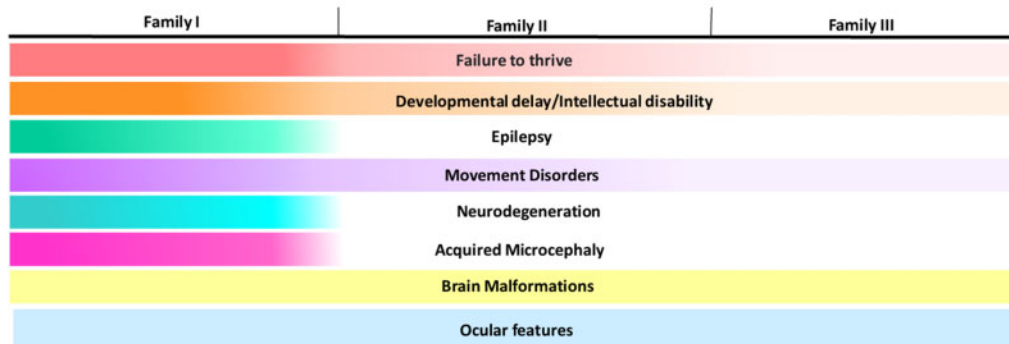 Family I Family II Family III
Failure to thrive
Developmental delay/Intellectual disability
Epilepsy
Movement Disorders
Neurodegeneration
Acquired Microcephaly
Brain Malformations
Ocular features